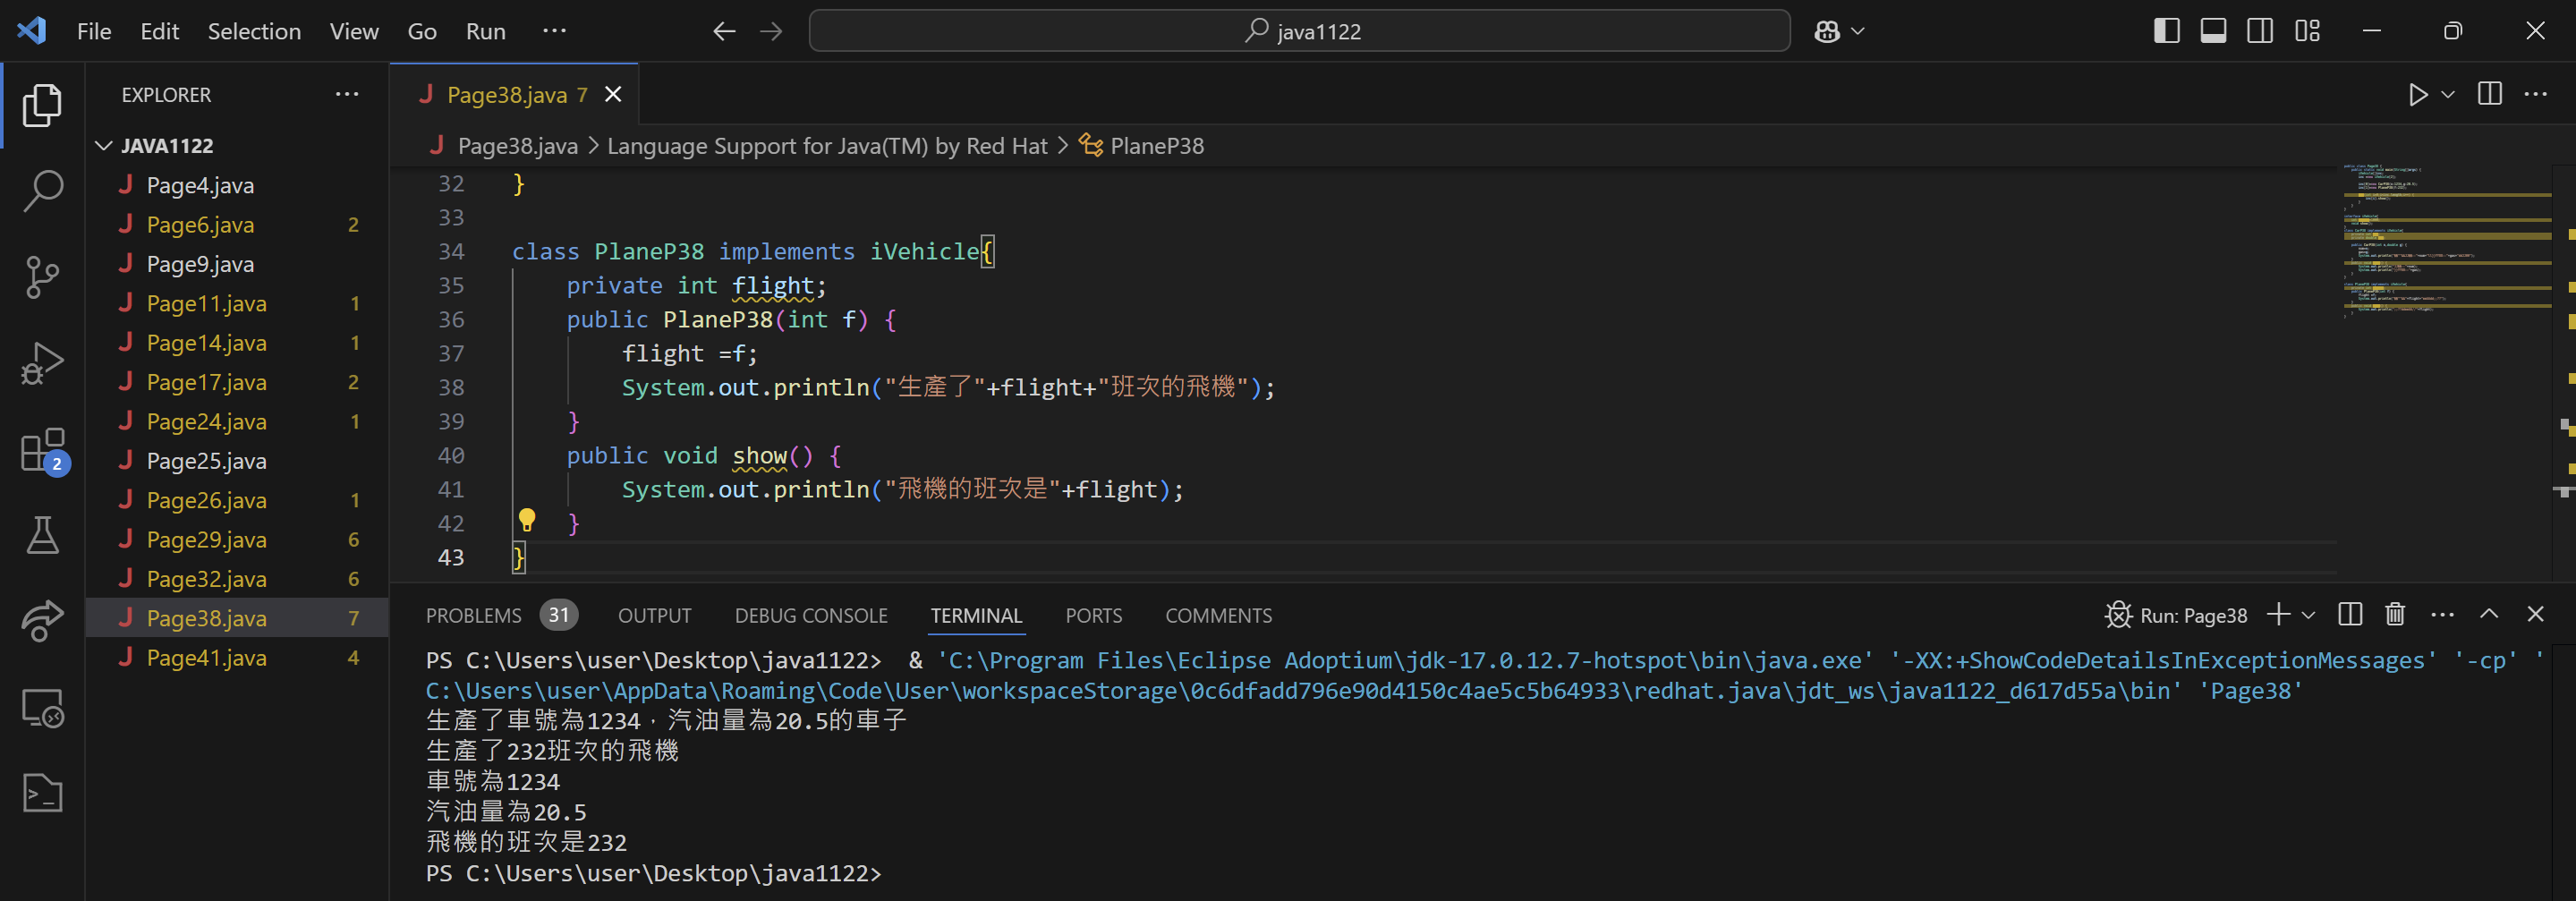 File Edit Selection View Go Run ···
java1122
EXPLORER
JAVA1122
Page4.java
Page6.java 2
Page9.java
Page11.java 1
Page14.java 1
Page17.java 2
Page24.java 1
Page25.java
Page26.java 1
Page29.java 6
Page32.java 6
Page38.java 7
Page41.java 4
2
Page38.java 7
Page38.java > Language Support for Java(TM) by Red Hat > PlaneP38
32 }
33
34 class PlaneP38 implements iVehicle{
35 private int flight;
36 public PlaneP38(int f) {
37 flight =f;
38 System.out.println("生產了"+flight+"班次的飛機");
39 }
40 public void show() {
41 System.out.println("飛機的班次是"+flight);
42 }
43 }
PROBLEMS 31 OUTPUT DEBUG CONSOLE TERMINAL PORTS COMMENTS
Run: Page38
PS C:\Users\user\Desktop\java1122>  & 'C:\Program Files\Eclipse Adoptium\jdk-17.0.12.7-hotspot\bin\java.exe' '-XX:+ShowCodeDetailsInExceptionMessages' '-cp' '
C:\Users\user\AppData\Roaming\Code\User\workspaceStorage\0c6dfadd796e90d4150c4ae5c5b64933\redhat.java\jdt_ws\java1122_d617d55a\bin' 'Page38'
生產了車號為1234，汽油量為20.5的車子
生產了232班次的飛機
車號為1234
汽油量為20.5
飛機的班次是232
PS C:\Users\user\Desktop\java1122>